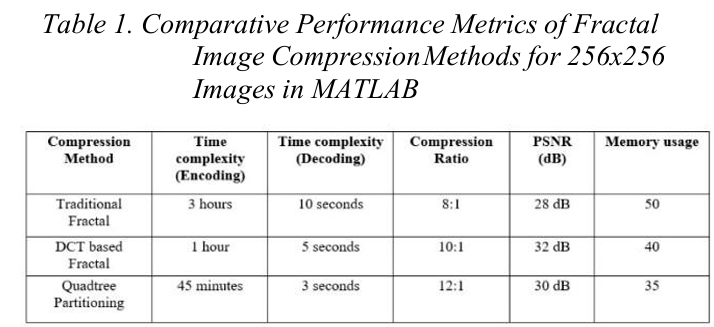 Table 1. Comparative Performance Metrics of Fractal
Image Compression Methods for 256x256
Images in MATLAB
Compression Method | Time complexity (Encoding) | Time complexity (Decoding) | Compression Ratio | PSNR (dB) | Memory usage
Traditional Fractal | 3 hours | 10 seconds | 8:1 | 28 dB | 50
DCT based Fractal | 1 hour | 5 seconds | 10:1 | 32 dB | 40
Quadtree Partitioning | 45 minutes | 3 seconds | 12:1 | 30 dB | 35